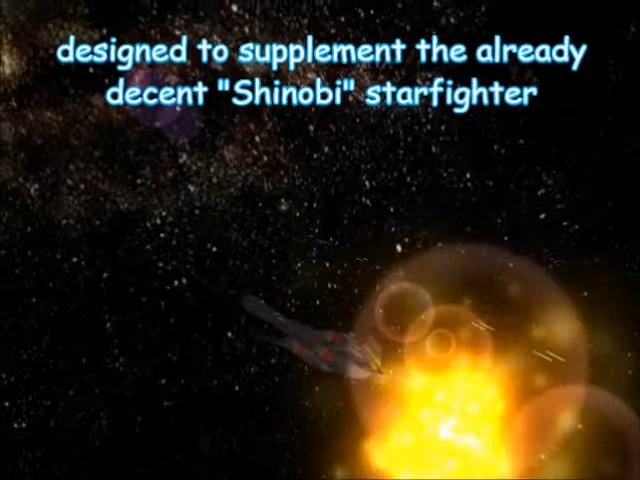 designed to supplement the already
decent "Shinobi" starfighter